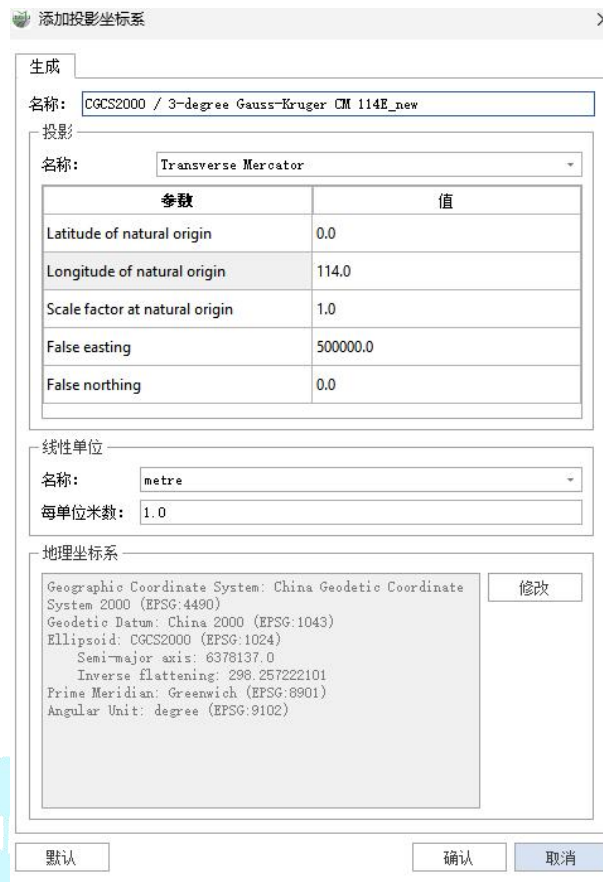 添加投影坐标系
生成
名称: CGCS2000 / 3-degree Gauss-Kruger CM 114E_new
投影
名称: Transverse Mercator
参数 值
Latitude of natural origin 0.0
Longitude of natural origin 114.0
Scale factor at natural origin 1.0
False easting 500000.0
False northing 0.0
线性单位
名称: metre
每单位米数: 1.0
地理坐标系
Geographic Coordinate System: China Geodetic Coordinate
System 2000 (EPSG:4490)
Geodetic Datum: China 2000 (EPSG:1043)
Ellipsoid: CGCS2000 (EPSG:1024)
Semi-major axis: 6378137.0
Inverse flattening: 298.257222101
Prime Meridian: Greenwich (EPSG:8901)
Angular Unit: degree (EPSG:9102)
修改
默认 确认 取消